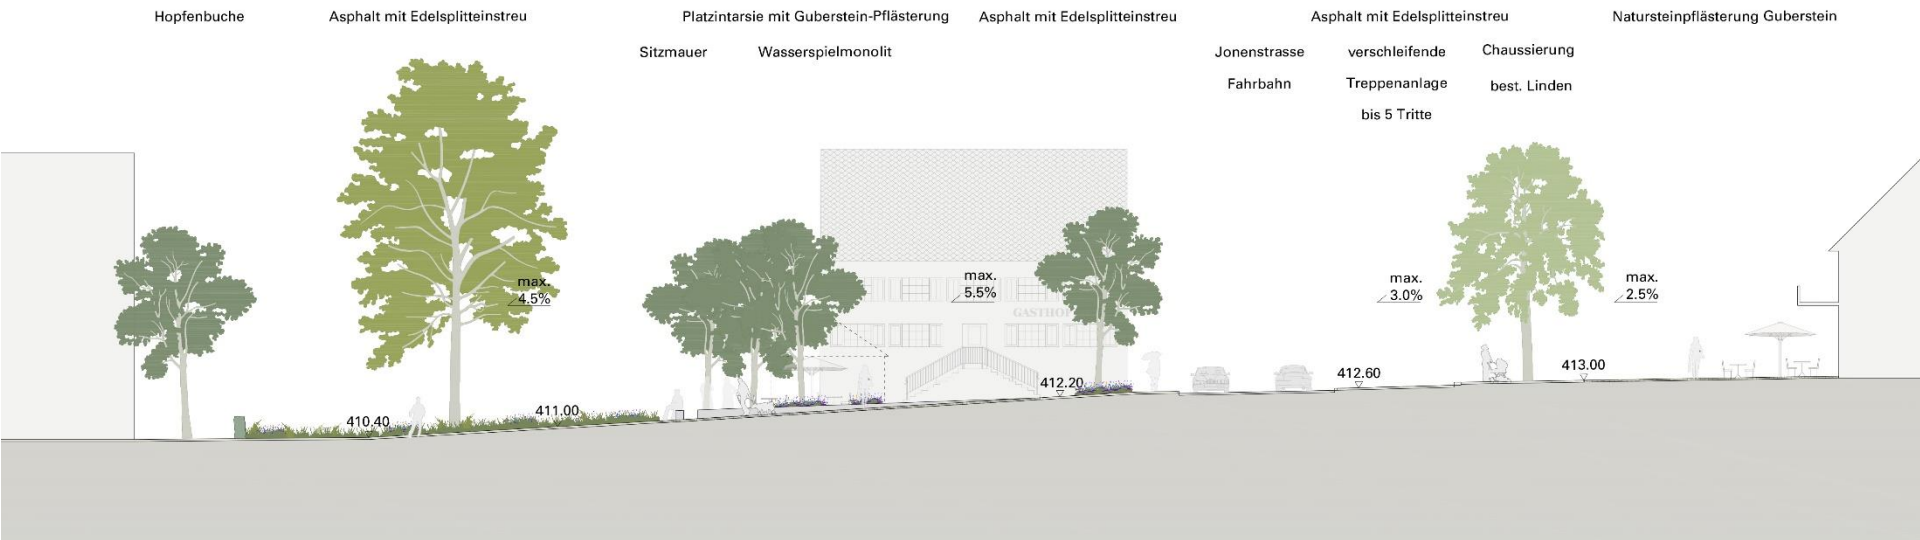 Hopfenbuche
Asphalt mit Edelsplitteinstreu
Platzintarsie mit Guberstein-Pflästerung
Asphalt mit Edelsplitteinstreu
Asphalt mit Edelsplitteinstreu
Natursteinpflästerung Guberstein
Sitzmauer
Wasserspielmonolit
Jonenstrasse
Fahrbahn
verschleifende
Treppenanlage
bis 5 Tritte
Chaussierung
best. Linden
max.
4.5%
max.
5.5%
max.
3.0%
max.
2.5%
GASTHOF
410.40
411.00
412.20
412.60
413.00